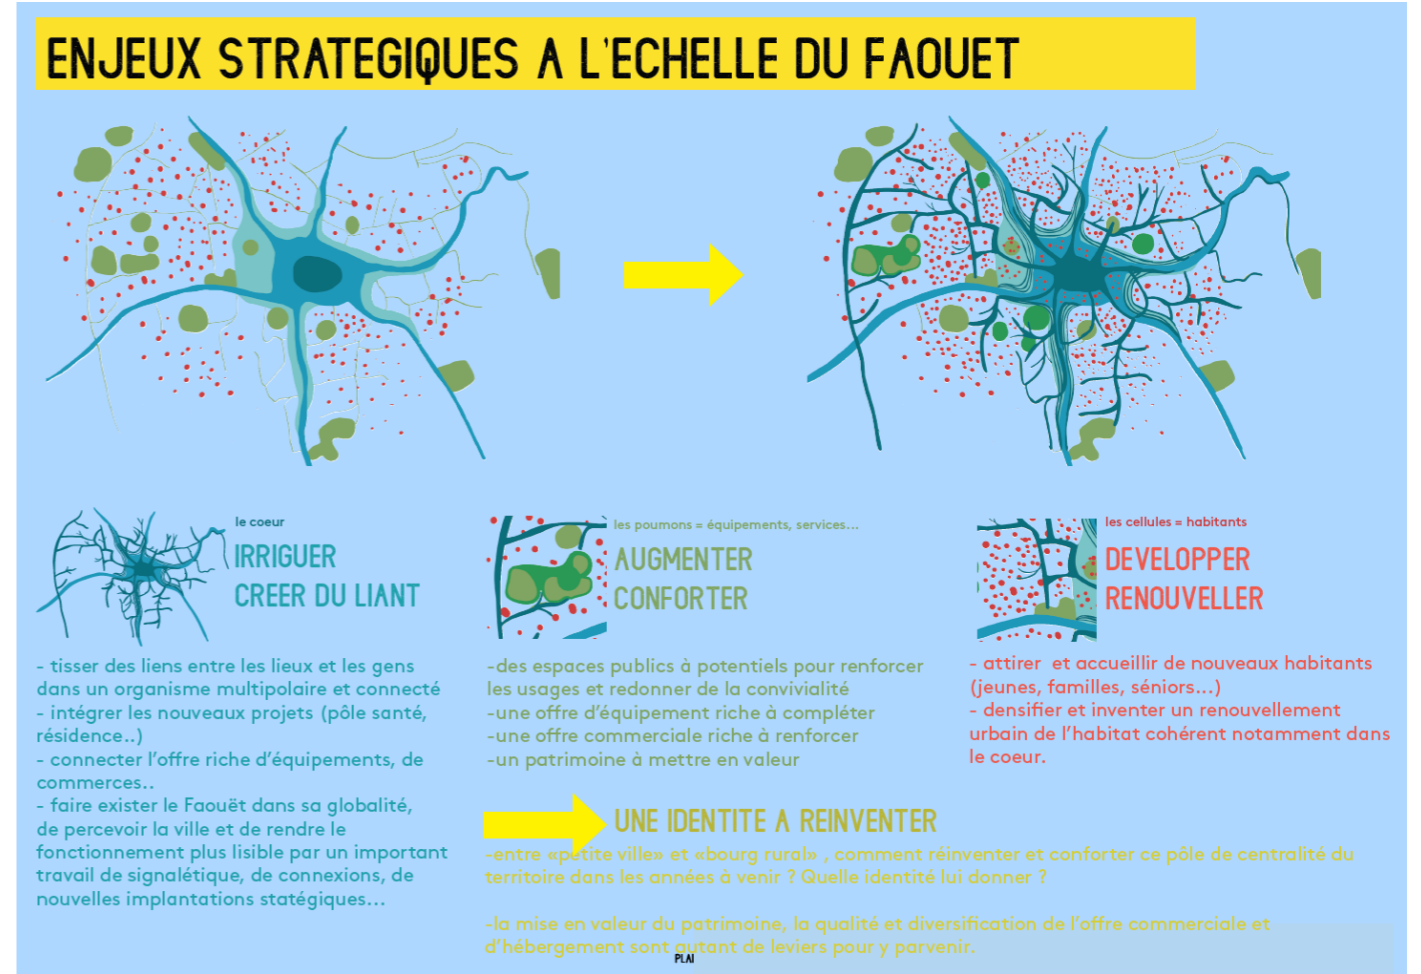 ENJEUX STRATEGIQUES A L'ECHELLE DU FAOUET
le coeur
IRRIGUER
CREER DU LIANT
- tisser des liens entre les lieux et les gens
dans un organisme multipolaire et connecté
- intégrer les nouveaux projets (pôle santé,
résidence..)
- connecter l'offre riche d'équipements, de
commerces..
- faire exister le Faouët dans sa globalité,
de percevoir la ville et de rendre le
fonctionnement plus lisible par un important
travail de signalétique, de connexions, de
nouvelles implantations statégiques...
les poumons = équipements, services...
AUGMENTER
CONFORTER
-des espaces publics à potentiels pour renforcer
les usages et redonner de la convivialité
-une offre d'équipement riche à compléter
-une offre commerciale riche à renforcer
-un patrimoine à mettre en valeur
les cellules = habitants
DEVELOPPER
RENOUVELLER
- attirer et accueillir de nouveaux habitants
(jeunes, familles, séniors...)
- densifier et inventer un renouvellement
urbain de l'habitat cohérent notamment dans
le coeur.
UNE IDENTITE A REINVENTER
-entre «petite ville» et «bourg rural» , comment réinventer et conforter ce pôle de centralité du
territoire dans les années à venir ? Quelle identité lui donner ?
-la mise en valeur du patrimoine, la qualité et diversification de l'offre commerciale et
d'hébergement sont autant de leviers pour y parvenir.
PLAI